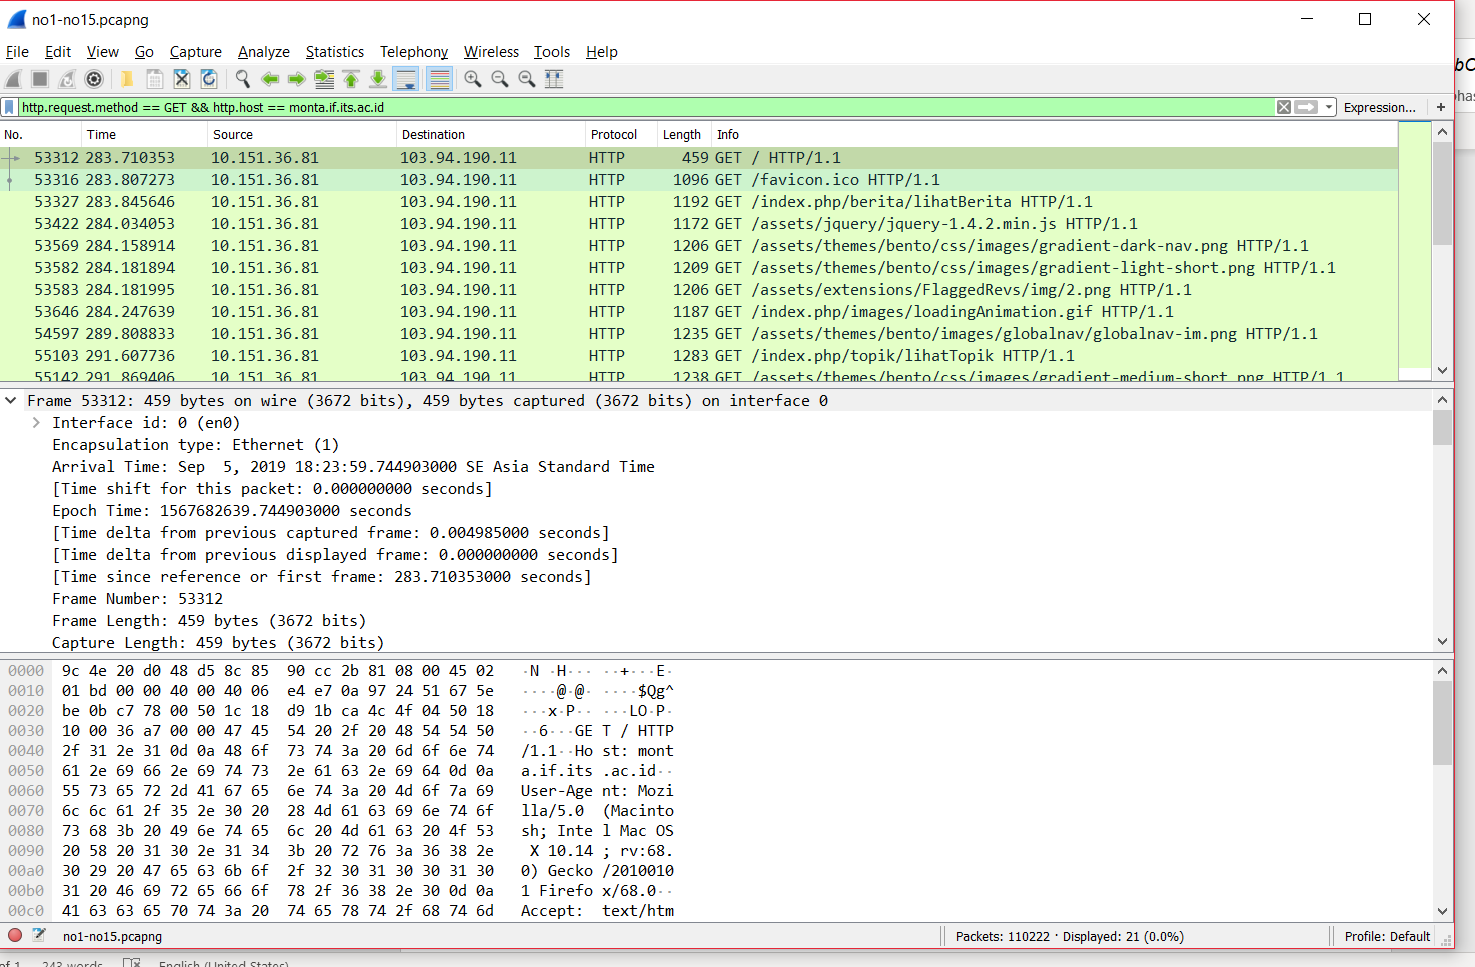 no1-no15.pcapng
File Edit View Go Capture Analyze Statistics Telephony Wireless Tools Help
http.request.method == GET && http.host == monta.if.its.ac.id Expression... +
No. Time Source Destination Protocol Length Info
53312 283.710353 10.151.36.81 103.94.190.11 HTTP 459 GET / HTTP/1.1
53316 283.807273 10.151.36.81 103.94.190.11 HTTP 1096 GET /favicon.ico HTTP/1.1
53327 283.845646 10.151.36.81 103.94.190.11 HTTP 1192 GET /index.php/berita/lihatBerita HTTP/1.1
53422 284.034053 10.151.36.81 103.94.190.11 HTTP 1172 GET /assets/jquery/jquery-1.4.2.min.js HTTP/1.1
53569 284.158914 10.151.36.81 103.94.190.11 HTTP 1206 GET /assets/themes/bento/css/images/gradient-dark-nav.png HTTP/1.1
53582 284.181894 10.151.36.81 103.94.190.11 HTTP 1209 GET /assets/themes/bento/css/images/gradient-light-short.png HTTP/1.1
53583 284.181995 10.151.36.81 103.94.190.11 HTTP 1206 GET /assets/extensions/FlaggedRevs/img/2.png HTTP/1.1
53646 284.247639 10.151.36.81 103.94.190.11 HTTP 1187 GET /index.php/images/loadingAnimation.gif HTTP/1.1
54597 289.808833 10.151.36.81 103.94.190.11 HTTP 1235 GET /assets/themes/bento/images/globalnav/globalnav-im.png HTTP/1.1
55103 291.607736 10.151.36.81 103.94.190.11 HTTP 1283 GET /index.php/topik/lihatTopik HTTP/1.1
55142 291.869406 10.151.36.81 103.94.190.11 HTTP 1238 GET /assets/themes/bento/css/images/gradient-medium-short.png HTTP/1.1
Frame 53312: 459 bytes on wire (3672 bits), 459 bytes captured (3672 bits) on interface 0
Interface id: 0 (en0)
Encapsulation type: Ethernet (1)
Arrival Time: Sep  5, 2019 18:23:59.744903000 SE Asia Standard Time
[Time shift for this packet: 0.000000000 seconds]
Epoch Time: 1567682639.744903000 seconds
[Time delta from previous captured frame: 0.004985000 seconds]
[Time delta from previous displayed frame: 0.000000000 seconds]
[Time since reference or first frame: 283.710353000 seconds]
Frame Number: 53312
Frame Length: 459 bytes (3672 bits)
Capture Length: 459 bytes (3672 bits)
0000 9c 4e 20 d0 48 d5 8c 85 90 cc 2b 81 08 00 45 02 ·N ·H··· ··+···E·
0010 01 bd 00 00 40 00 40 06 e4 e7 0a 97 24 51 67 5e ····@·@· ····$Qg^
0020 be 0b c7 78 00 50 1c 18 d9 1b ca 4c 4f 04 50 18 ···x·P·· ···LO·P·
0030 10 00 36 a7 00 00 47 45 54 20 2f 20 48 54 54 50 ··6···GE T / HTTP
0040 2f 31 2e 31 0d 0a 48 6f 73 74 3a 20 6d 6f 6e 74 /1.1··Ho st: mont
0050 61 2e 69 66 2e 69 74 73 2e 61 63 2e 69 64 0d 0a a.if.its .ac.id··
0060 55 73 65 72 2d 41 67 65 6e 74 3a 20 4d 6f 7a 69 User-Age nt: Mozi
0070 6c 6c 61 2f 35 2e 30 20 28 4d 61 63 69 6e 74 6f lla/5.0 (Macinto
0080 73 68 3b 20 49 6e 74 65 6c 20 4d 61 63 20 4f 53 sh; Inte l Mac OS
0090 20 58 20 31 30 2e 31 34 3b 20 72 76 3a 36 38 2e X 10.14 ; rv:68.
00a0 30 29 20 47 65 63 6b 6f 2f 32 30 31 30 30 31 30 0) Gecko /2010010
00b0 31 20 46 69 72 65 66 6f 78 2f 36 38 2e 30 0d 0a 1 Firefo x/68.0··
00c0 41 63 63 65 70 74 3a 20 74 65 78 74 2f 68 74 6d Accept: text/htm
no1-no15.pcapng Packets: 110222 · Displayed: 21 (0.0%) Profile: Default
of 1 243 words English (United States)